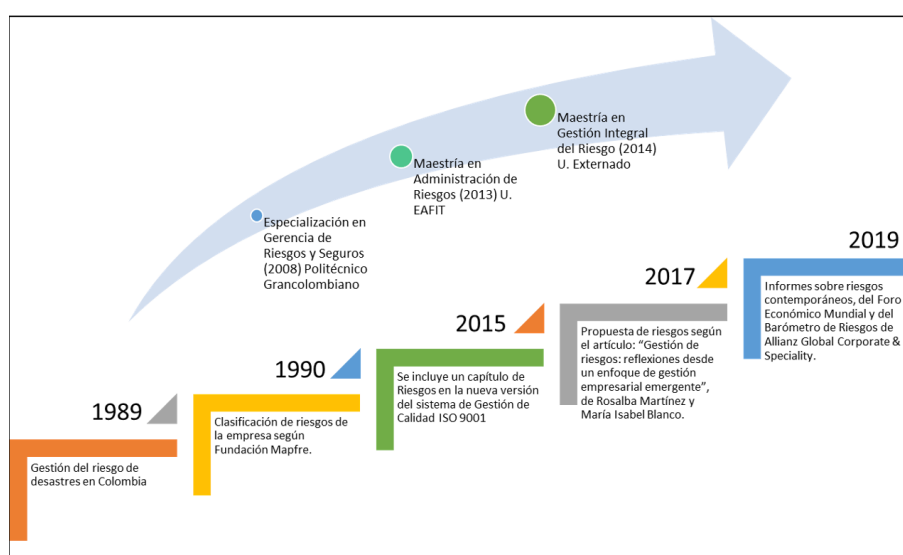 Maestría en
Gestión Integral
del Riesgo (2014)
U. Externado
Maestría en
Administración de
Riesgos (2013) U.
EAFIT
Especialización en
Gerencia de
Riesgos y Seguros
(2008) Politécnico
Grancolombiano
2019
Informes sobre riesgos
contemporáneos, del Foro
Económico Mundial y del
Barómetro de Riesgos de
Allianz Global Corporate &
Speciality.
2017
Propuesta de riesgos según
el artículo: “Gestión de
riesgos: reflexiones desde
un enfoque de gestión
empresarial emergente”,
de Rosalba Martínez y
María Isabel Blanco.
2015
Se incluye un capítulo de
Riesgos en la nueva versión
del sistema de Gestión de
Calidad ISO 9001
1990
Clasificación de riesgos de
la empresa según
Fundación Mapfre.
1989
Gestión del riesgo de
desastres en Colombia